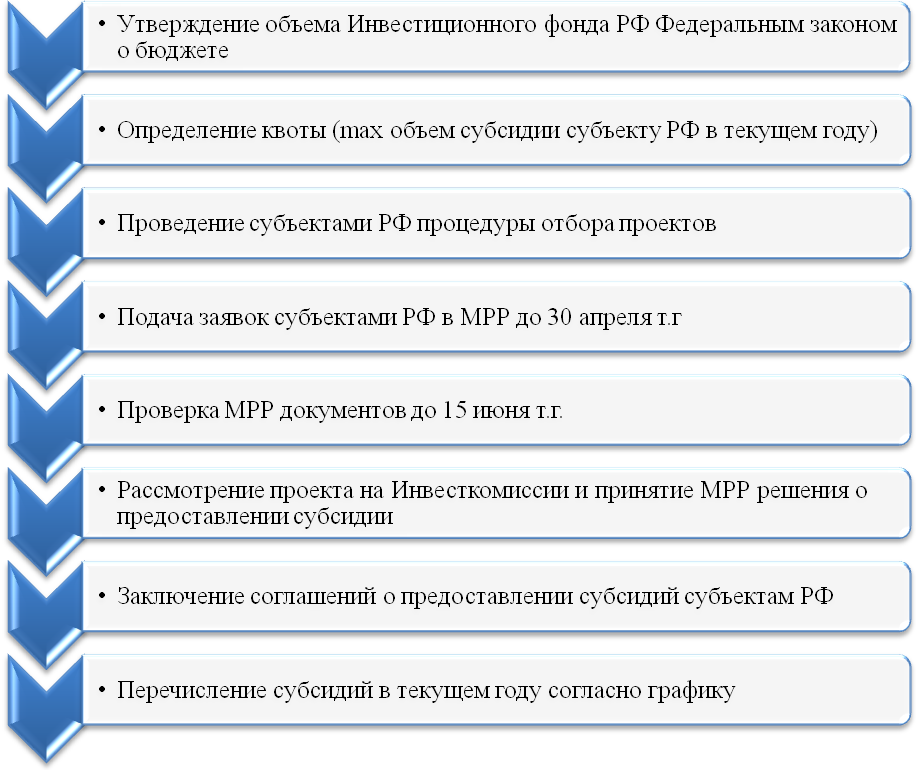 • Утверждение объема Инвестиционного фонда РФ Федеральным законом
о бюджете
• Определение квоты (max объем субсидии субъекту РФ в текущем году)
• Проведение субъектами РФ процедуры отбора проектов
• Подача заявок субъектами РФ в МРР до 30 апреля т.г
• Проверка МРР документов до 15 июня т.г.
• Рассмотрение проекта на Инвесткомиссии и принятие МРР решения о
предоставлении субсидии
• Заключение соглашений о предоставлении субсидий субъектам РФ
• Перечисление субсидий в текущем году согласно графику